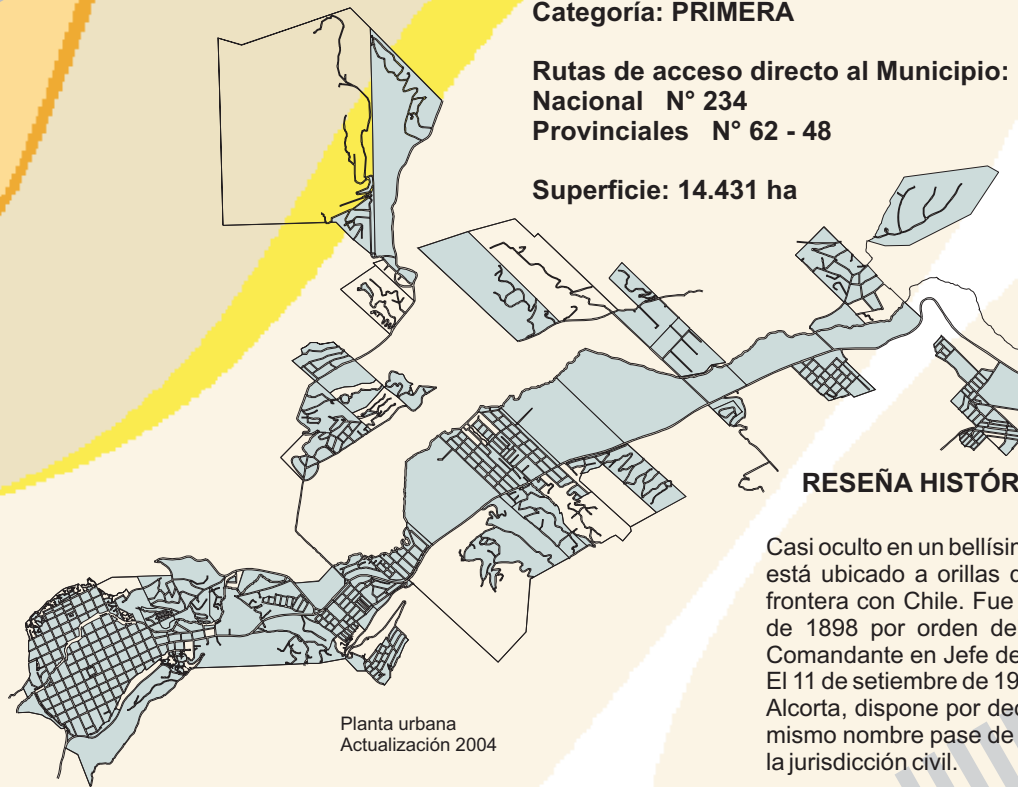 Categoría: PRIMERA
Rutas de acceso directo al Municipio:
Nacional N° 234
Provinciales N° 62 - 48
Superficie: 14.431 ha
RESEÑA HISTÓR
Casi oculto en un bellísin
está ubicado a orillas
frontera con Chile. Fue
de 1898 por orden de
Comandante en Jefe de
El 11 de setiembre de 19
Alcorta, dispone por dec
mismo nombre pase de
la jurisdicción civil.
Planta urbana
Actualización 2004